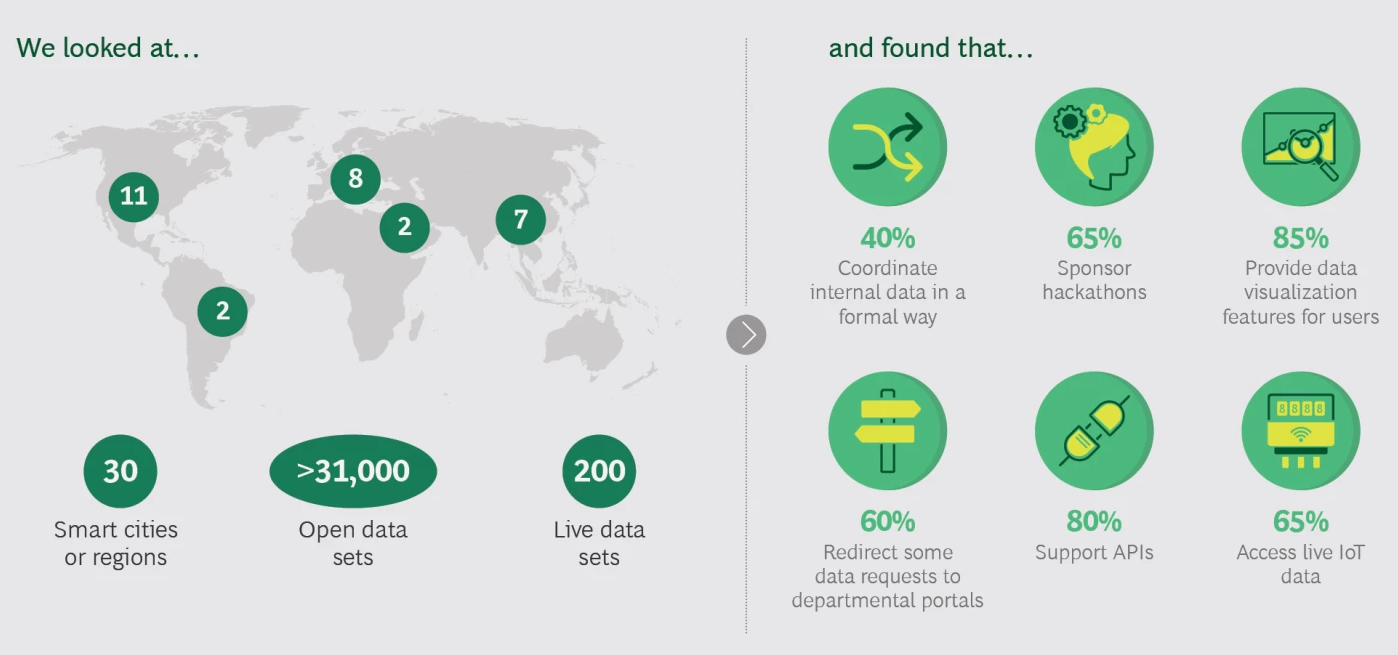 We looked at...
11
8
2
7
2
30
Smart cities
or regions
>31,000
Open data
sets
200
Live data
sets
and found that...
40%
Coordinate
internal data in a
formal way
65%
Sponsor
hackathons
85%
Provide data
visualization
features for users
60%
Redirect some
data requests to
departmental portals
80%
Support APIs
8888
65%
Access live IoT
data